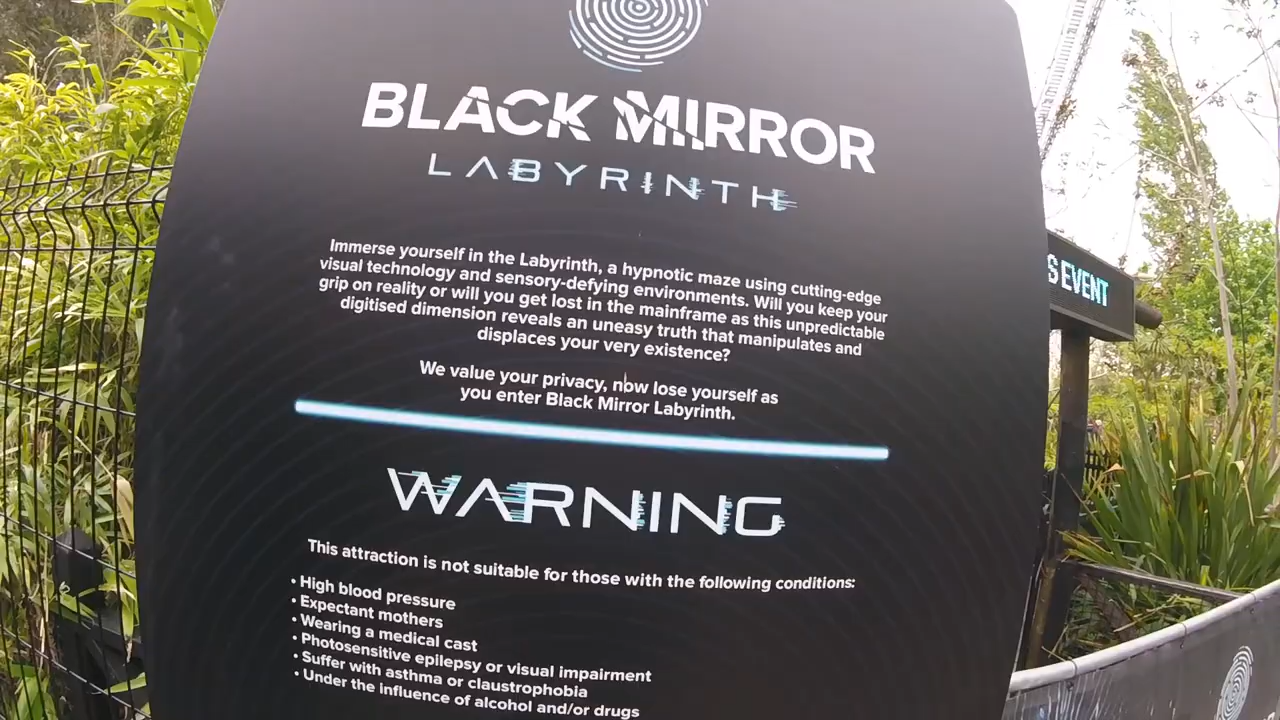 BLACK MIRROR
LABYRINTH
Immerse yourself in the Labyrinth, a hypnotic maze using cutting-edge
visual technology and sensory-defying environments. Will you keep your
grip on reality or will you get lost in the mainframe as this unpredictable
digitised dimension reveals an uneasy truth that manipulates and
displaces your very existence?
We value your privacy, now lose yourself as
you enter Black Mirror Labyrinth.
S EVENT
WARNING
This attraction is not suitable for those with the following conditions:
• High blood pressure
• Expectant mothers
• Wearing a medical cast
• Photosensitive epilepsy or visual impairment
• Suffer with asthma or claustrophobia
• Under the influence of alcohol and/or drugs